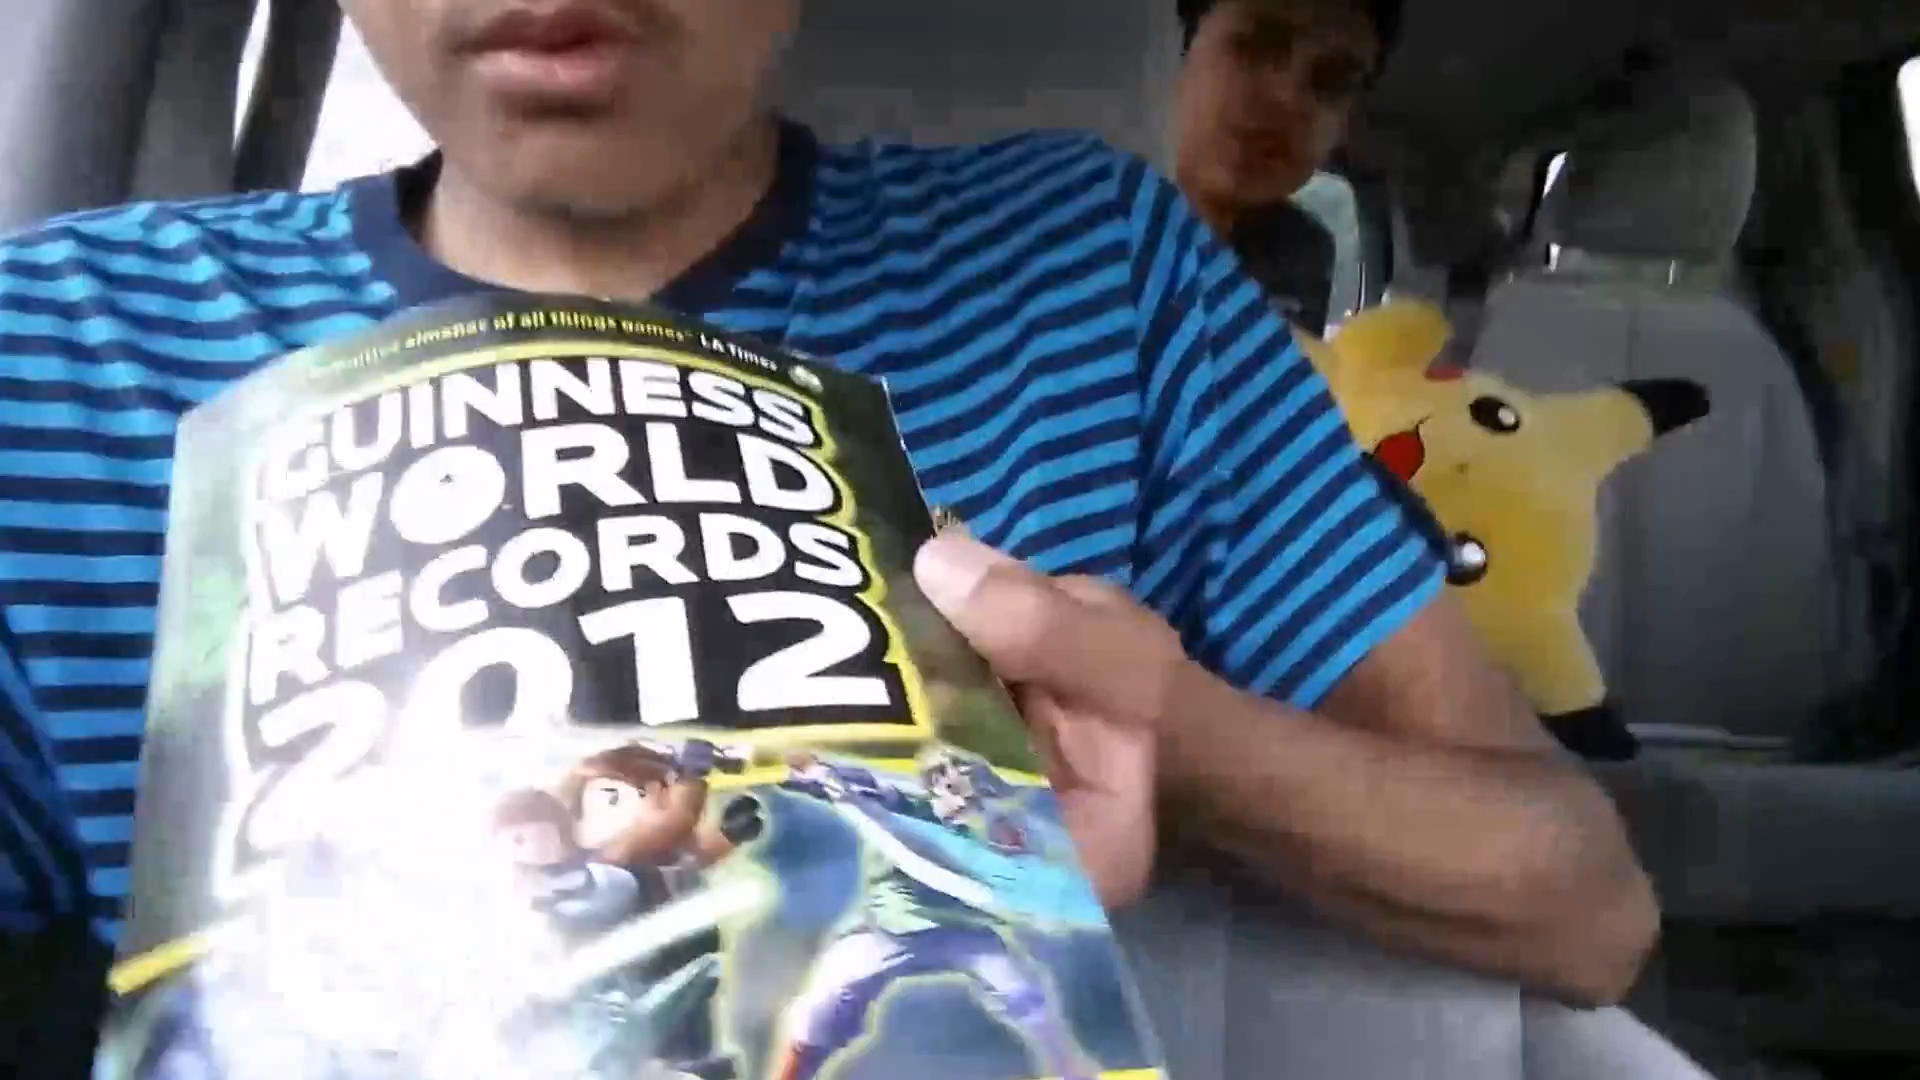 almanac of all things games" LA Times
GUINNESS
WORLD
RECORDS
2012